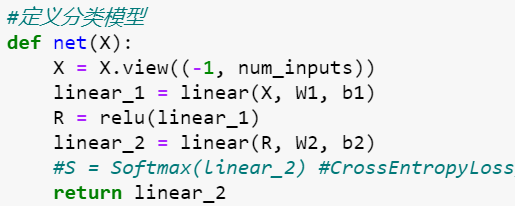 #定义分类模型
def net(X):
    X = X.view((-1, num_inputs))
    linear_1 = linear(X, W1, b1)
    R = relu(linear_1)
    linear_2 = linear(R, W2, b2)
    #S = Softmax(linear_2) #CrossEntropyLoss
    return linear_2